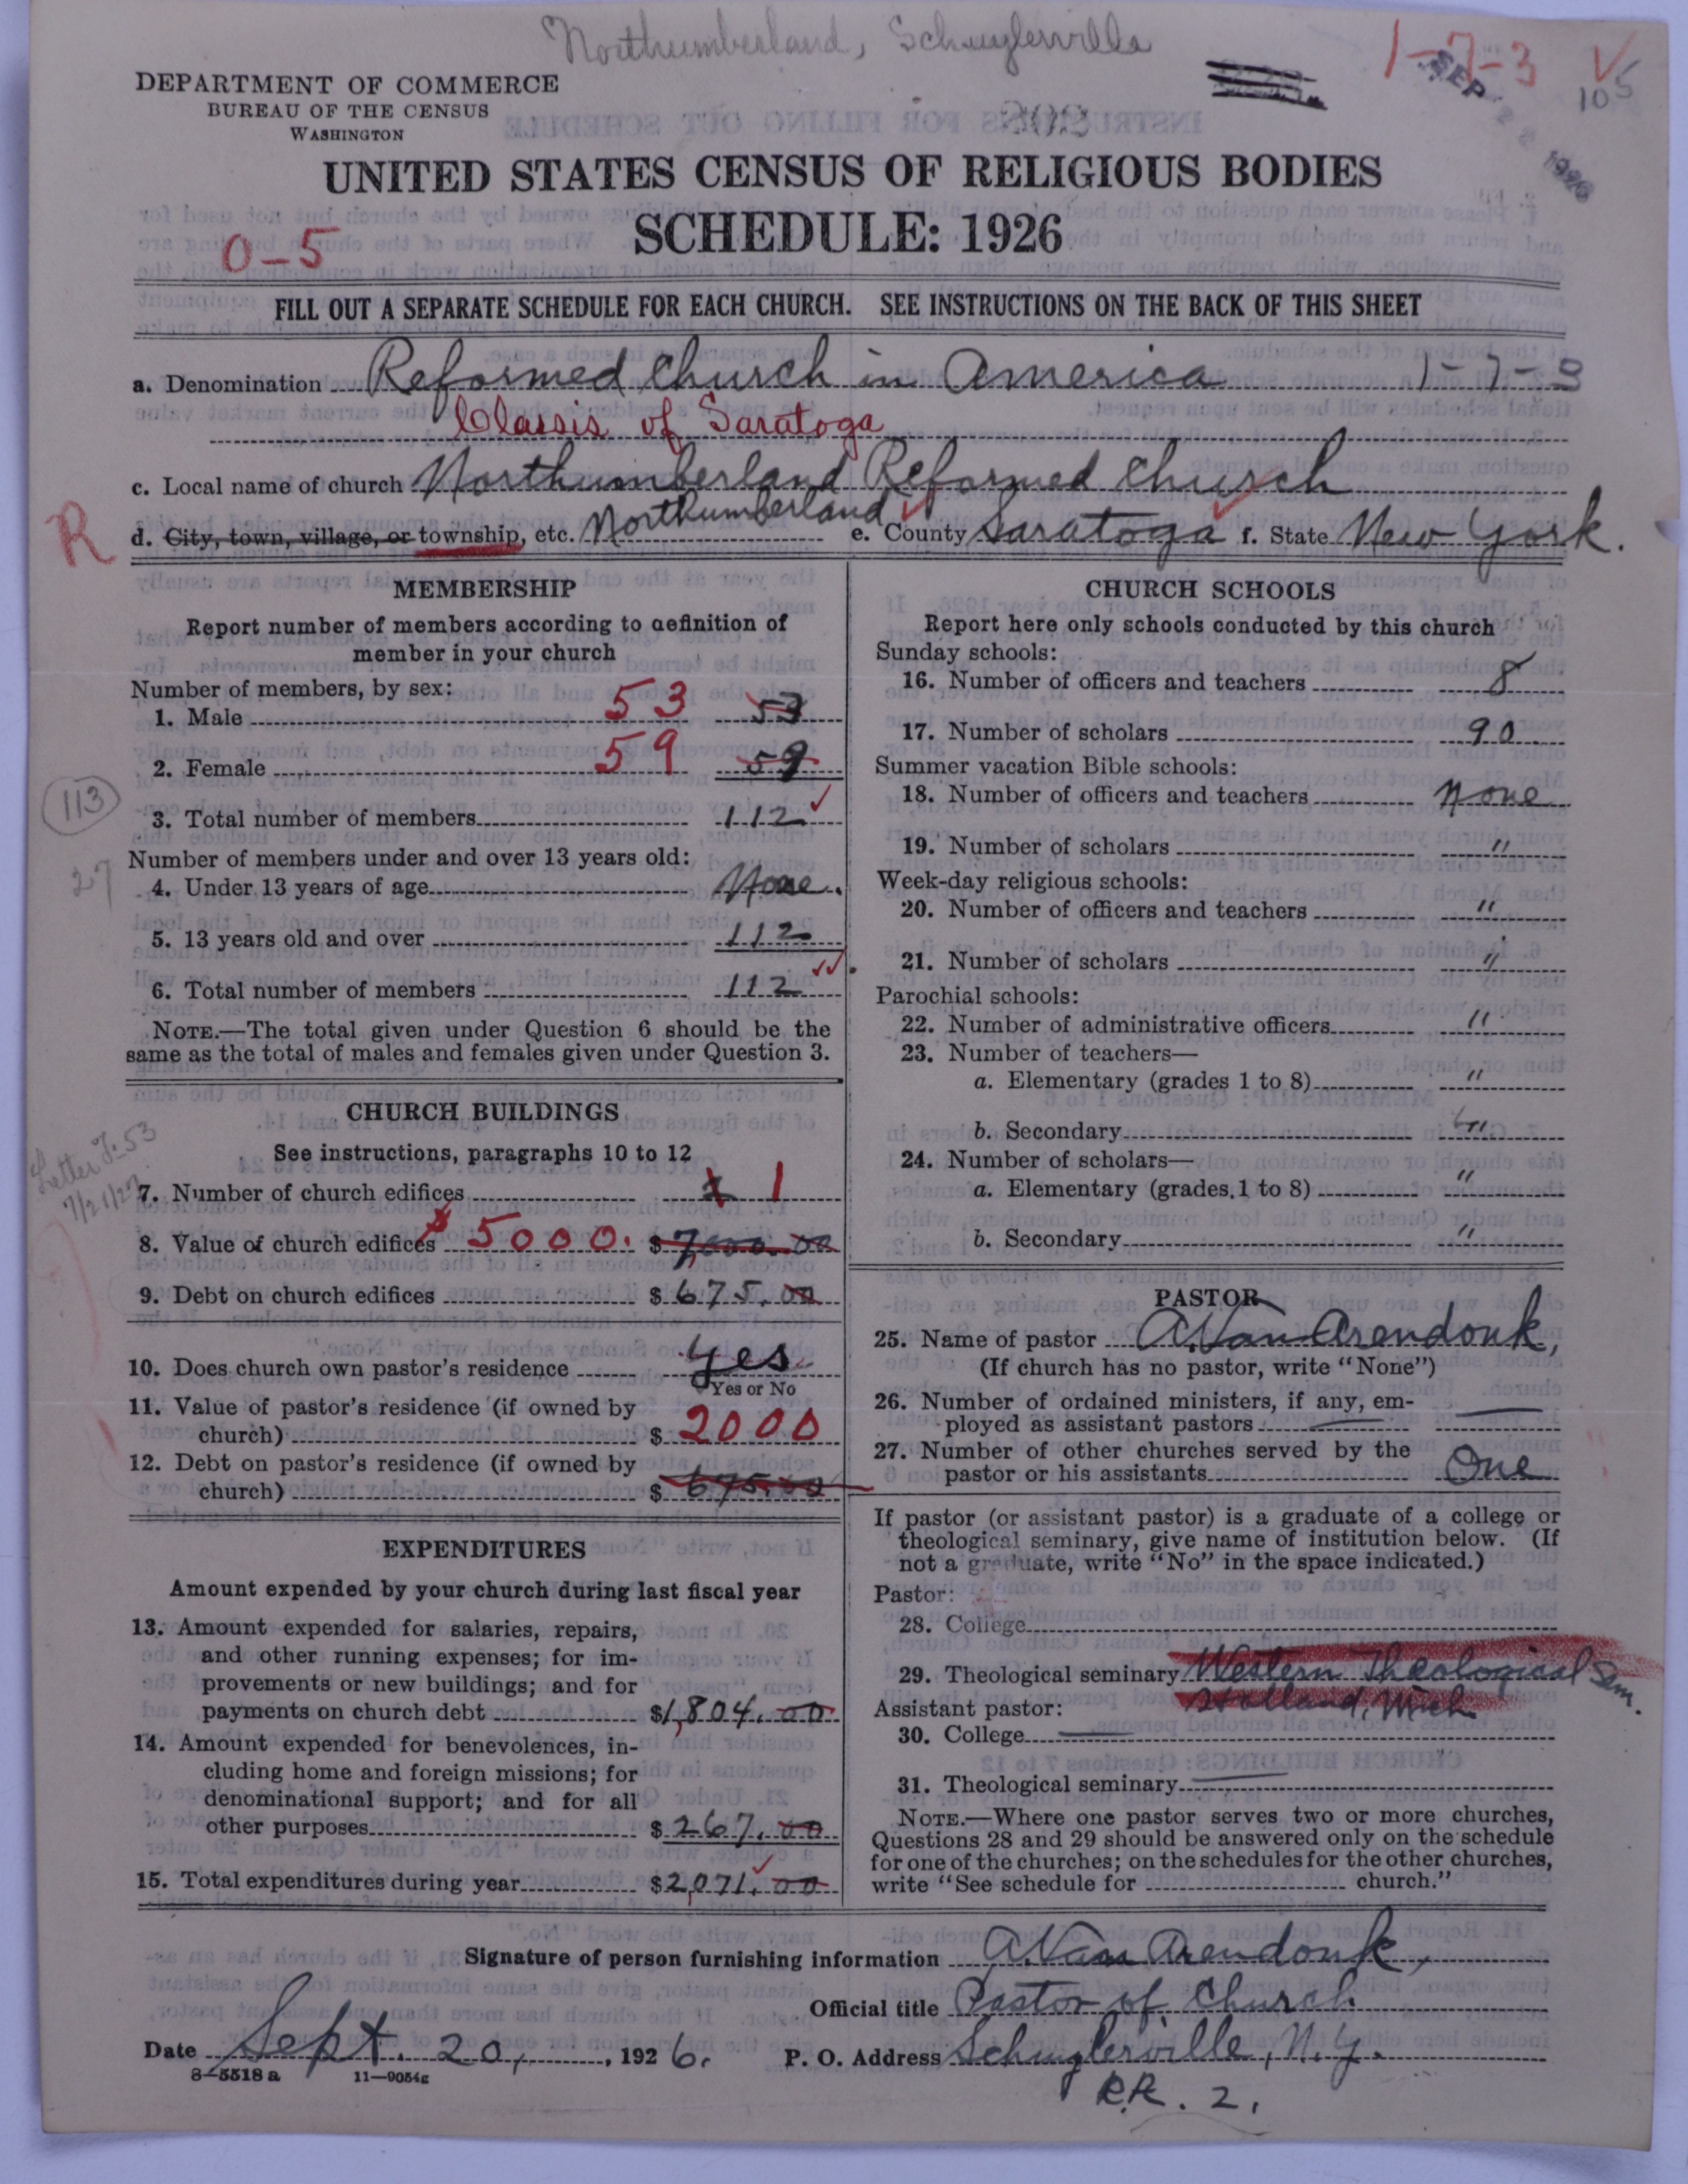 Northumberland, Schuylerville
1-7-3
DEPARTMENT OF COMMERCE
BUREAU OF THE CENSUS
WASHINGTON
SEP 1926
105
UNITED STATES CENSUS OF RELIGIOUS BODIES
SCHEDULE: 1926
0-5
FILL OUT A SEPARATE SCHEDULE FOR EACH CHURCH. SEE INSTRUCTIONS ON THE BACK OF THIS SHEET
a. Denomination Reformed Church in America 1-7-3
Classis of Saratoga
c. Local name of church Northumberland Reformed Church
R
d. City, town, village, or township, etc. Northumberland e. County Saratoga f. State New York.
MEMBERSHIP
Report number of members according to definition of
member in your church
Number of members, by sex:
1. Male 53 53
2. Female 59 59
113
3. Total number of members 112
27
Number of members under and over 13 years old:
4. Under 13 years of age None.
5. 13 years old and over 112
6. Total number of members 112
NOTE.—The total given under Question 6 should be the
same as the total of males and females given under Question 3.
CHURCH BUILDINGS
See instructions, paragraphs 10 to 12
Letter F-53
7/21/27
7. Number of church edifices 1 1
8. Value of church edifices $5000. $7,000.00
9. Debt on church edifices $675.00
10. Does church own pastor's residence Yes
Yes or No
11. Value of pastor's residence (if owned by
church) $2000
12. Debt on pastor's residence (if owned by
church) $675.00
EXPENDITURES
Amount expended by your church during last fiscal year
13. Amount expended for salaries, repairs,
and other running expenses; for im-
provements or new buildings; and for
payments on church debt $1,804.00
14. Amount expended for benevolences, in-
cluding home and foreign missions; for
denominational support; and for all
other purposes $267.00
15. Total expenditures during year $2,071.00
CHURCH SCHOOLS
Report here only schools conducted by this church
Sunday schools:
16. Number of officers and teachers 8
17. Number of scholars 90
Summer vacation Bible schools:
18. Number of officers and teachers None
19. Number of scholars "
Week-day religious schools:
20. Number of officers and teachers "
21. Number of scholars "
Parochial schools:
22. Number of administrative officers "
23. Number of teachers—
a. Elementary (grades 1 to 8) "
b. Secondary "
24. Number of scholars—
a. Elementary (grades 1 to 8) "
b. Secondary "
PASTOR
25. Name of pastor A. Van Arendonk,
(If church has no pastor, write "None")
26. Number of ordained ministers, if any, em-
ployed as assistant pastors
27. Number of other churches served by the
pastor or his assistants One
If pastor (or assistant pastor) is a graduate of a college or
theological seminary, give name of institution below. (If
not a graduate, write "No" in the space indicated.)
Pastor:
28. College
29. Theological seminary Western Theological Sem.
Holland, Mich
Assistant pastor:
30. College
31. Theological seminary
NOTE.—Where one pastor serves two or more churches,
Questions 28 and 29 should be answered only on the schedule
for one of the churches; on the schedules for the other churches,
write "See schedule for church."
Signature of person furnishing information A. Van Arendonk,
Official title Pastor of Church
Date Sept. 20, 1926. P. O. Address Schuylerville, N.Y.
8-5518a 11-9054g
R.R. 2.